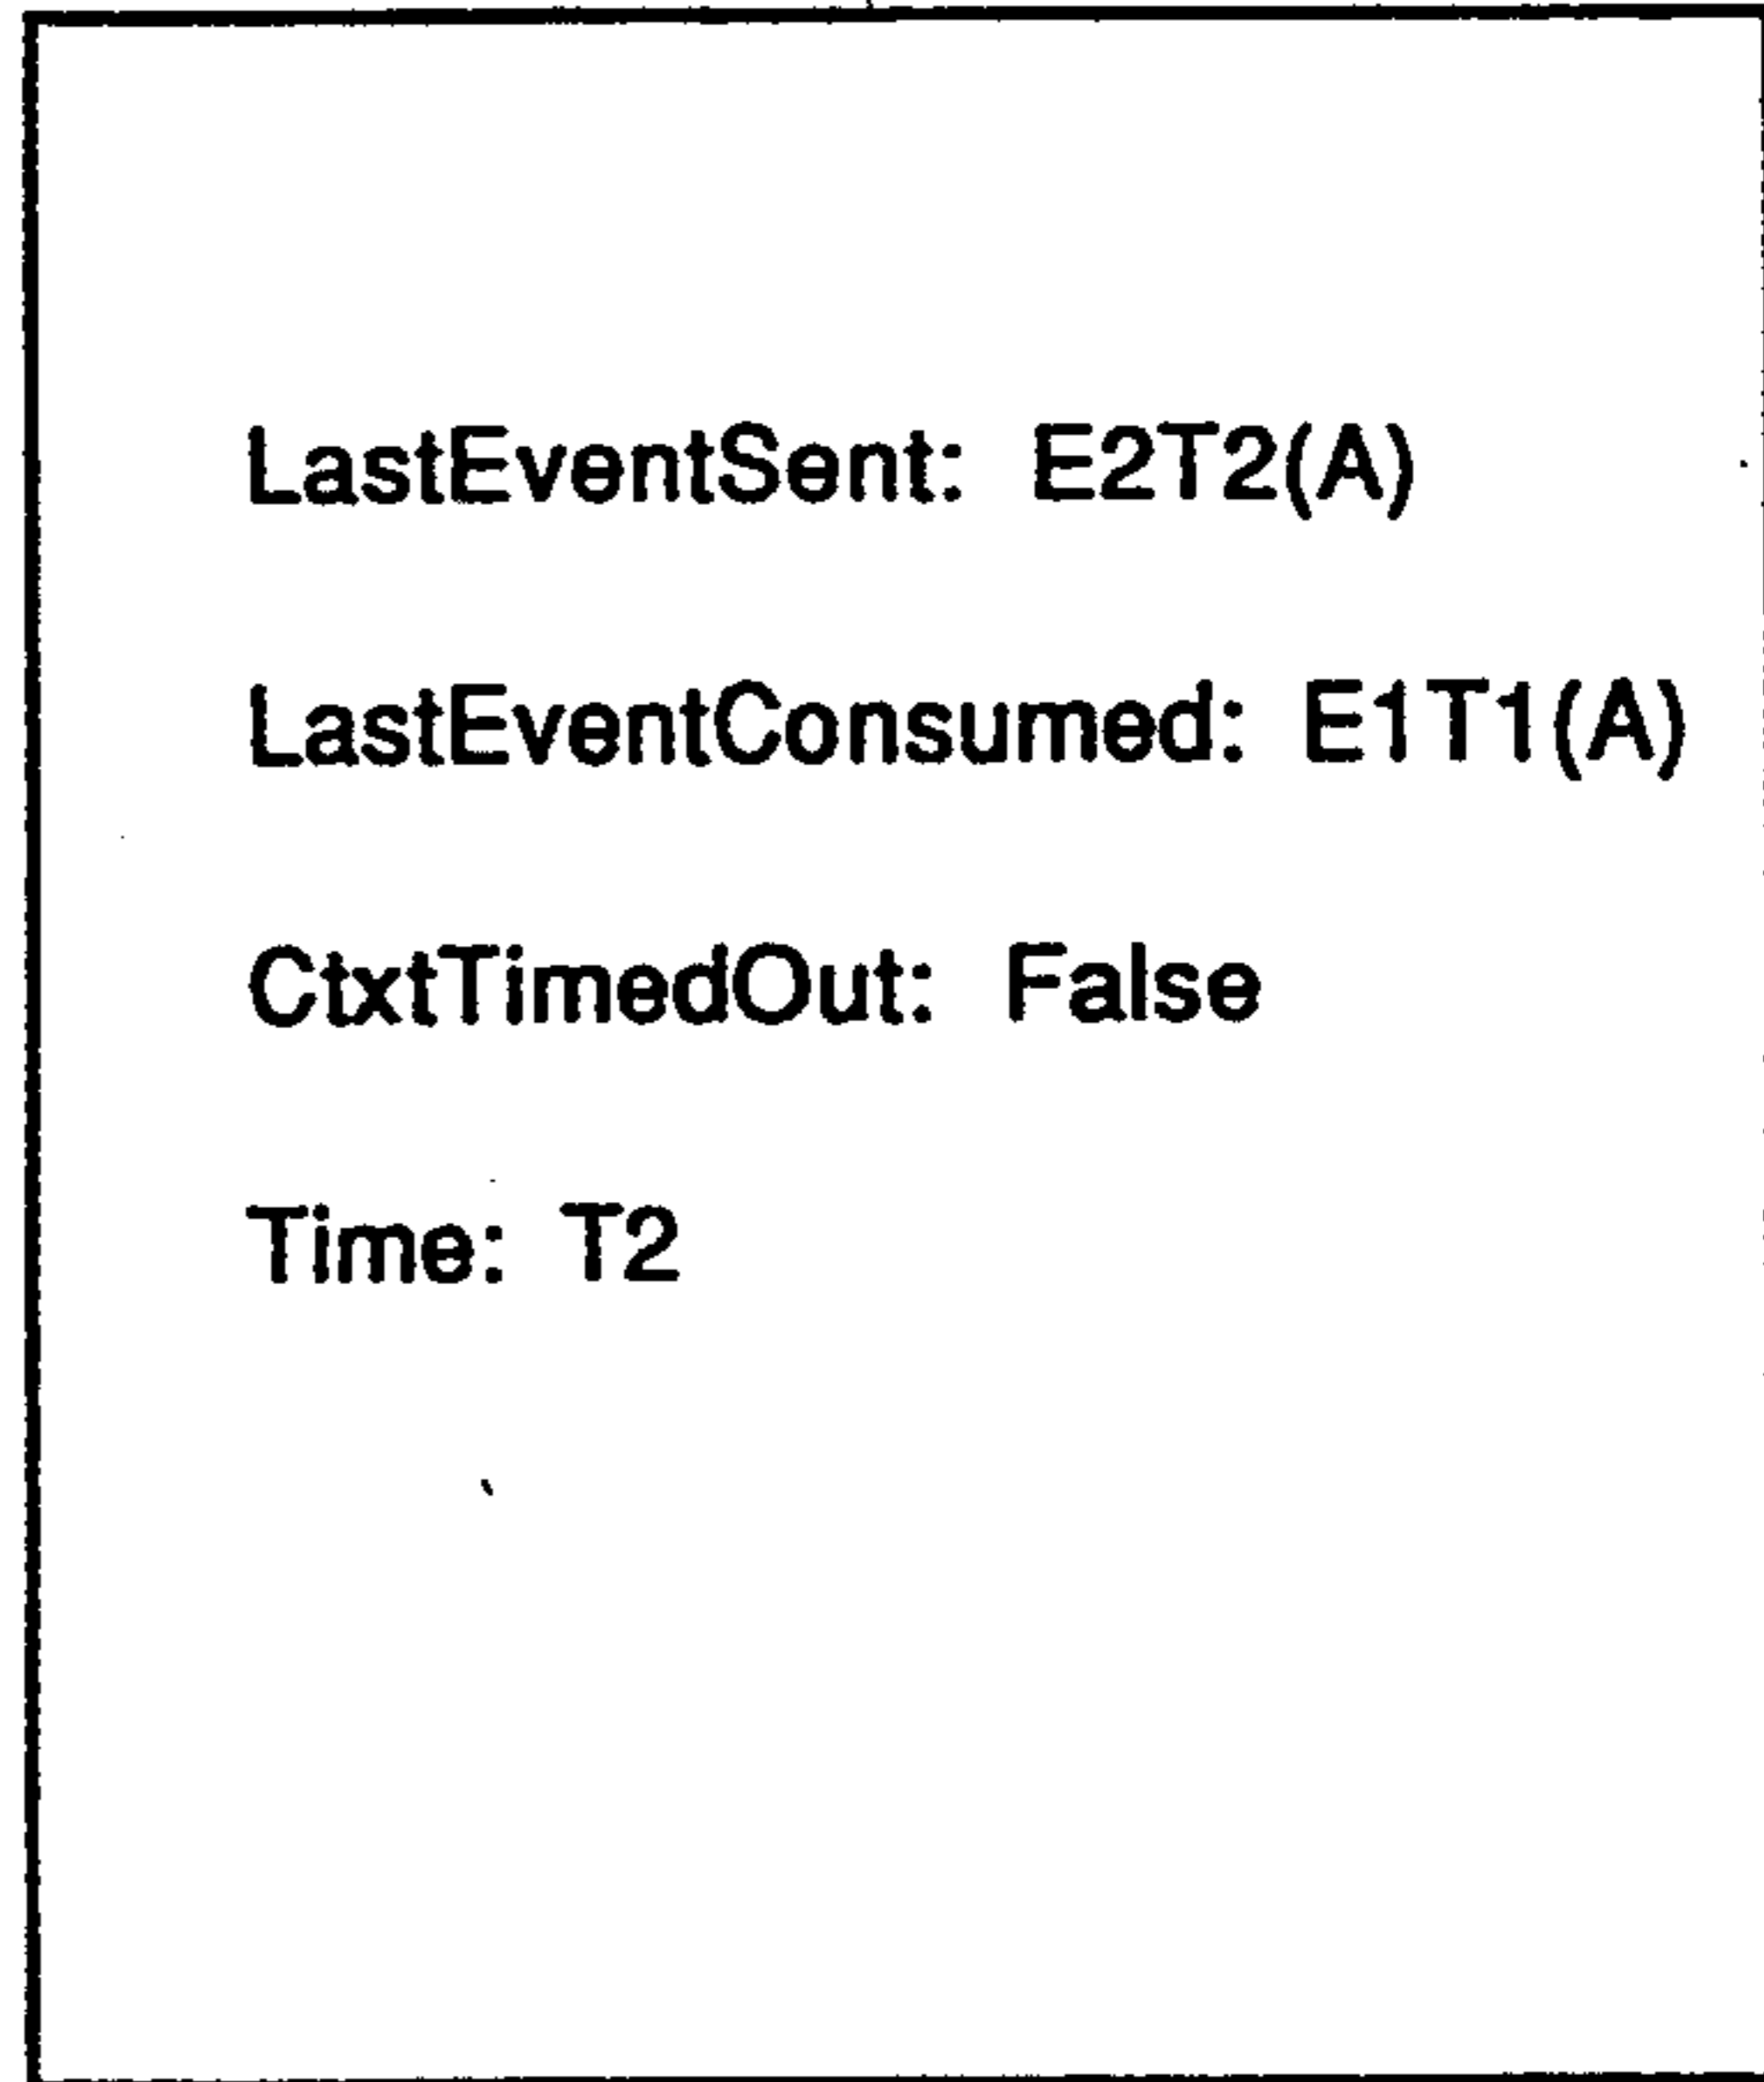 LastEventSent: E2T2(A)
LastEventConsumed: E1T1(A)
CtxtTimedOut: False
Time: T2